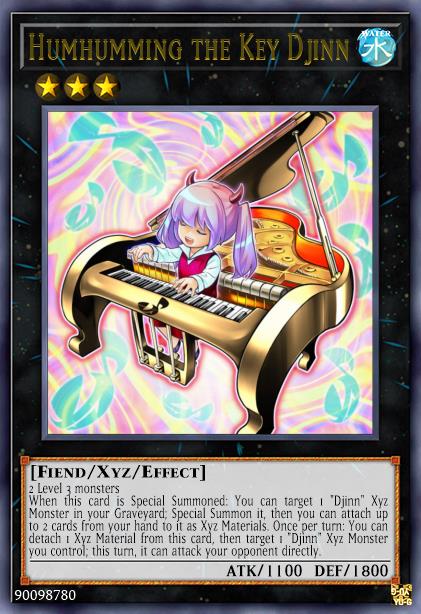 HUMHUMMING THE KEY DJINN
WATER
水
[FIEND/XYZ/EFFECT]
2 Level 3 monsters
When this card is Special Summoned: You can target 1 "Djinn" Xyz
Monster in your Graveyard; Special Summon it, then you can attach up
to 2 cards from your hand to it as Xyz Materials. Once per turn: You can
detach 1 Xyz Material from this card, then target 1 "Djinn" Xyz Monster
you control; this turn, it can attack your opponent directly.
ATK/1100 DEF/1800
90098780